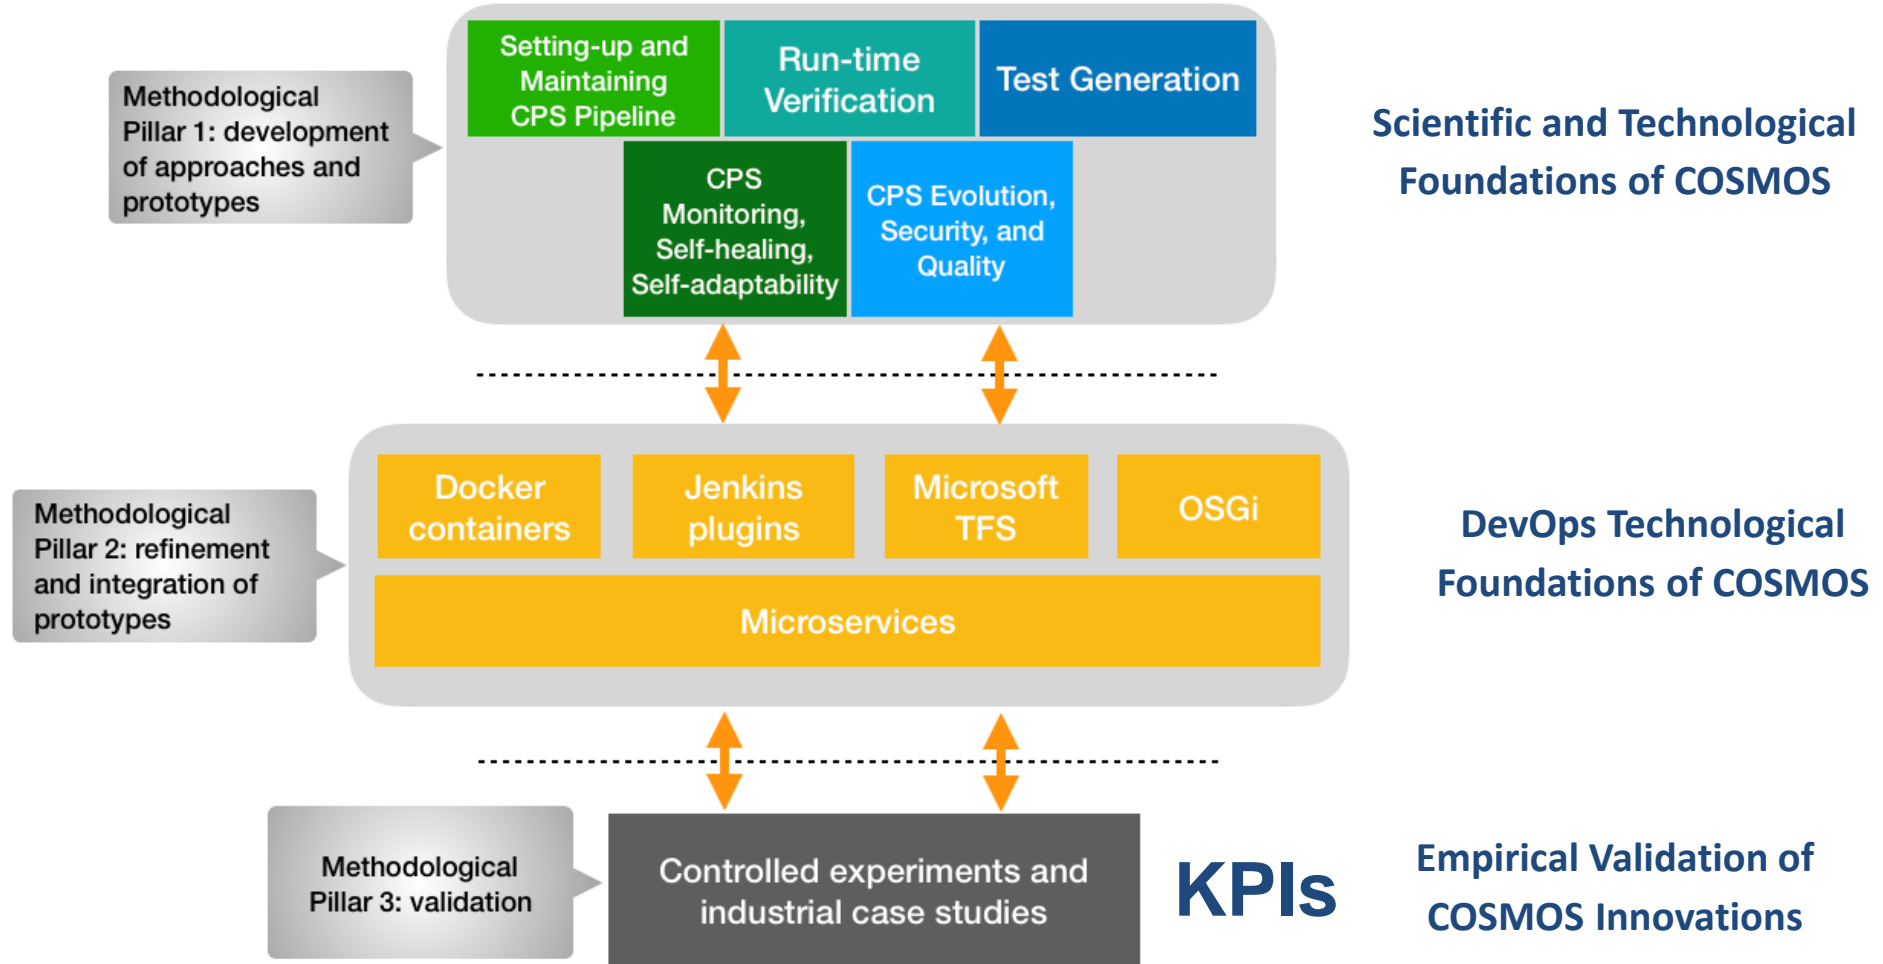 Setting-up and
Maintaining
CPS Pipeline
Run-time
Verification
Test Generation
Methodological
Pillar 1: development
of approaches and
prototypes
CPS
Monitoring,
Self-healing,
Self-adaptability
CPS Evolution,
Security, and
Quality
Scientific and Technological
Foundations of COSMOS
Docker
containers
Jenkins
plugins
Microsoft
TFS
OSGi
Methodological
Pillar 2: refinement
and integration of
prototypes
Microservices
DevOps Technological
Foundations of COSMOS
Methodological
Pillar 3: validation
Controlled experiments and
industrial case studies
KPIs
Empirical Validation of
COSMOS Innovations